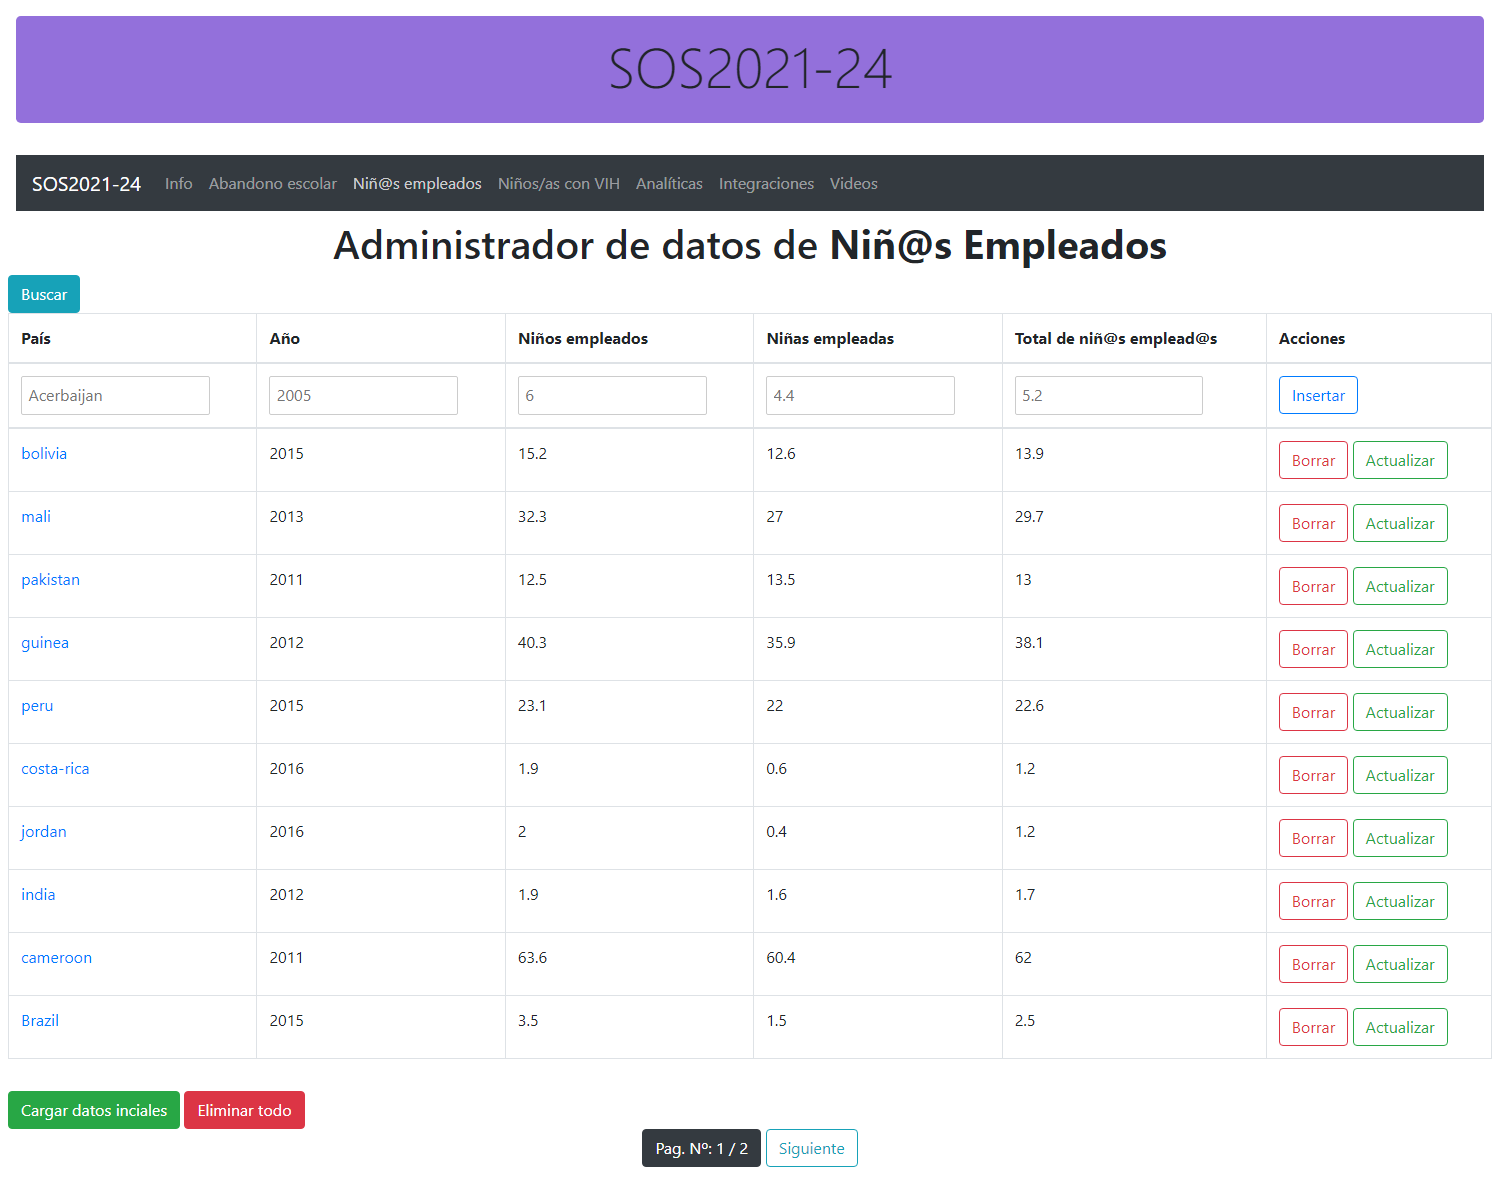 SOS2021-24
SOS2021-24 Info Abandono escolar Niñ@s empleados Niños/as con VIH Analíticas Integraciones Videos
Administrador de datos de Niñ@s Empleados
Buscar
País Año Niños empleados Niñas empleadas Total de niñ@s emplead@s Acciones
Acerbaijan 2005 6 4.4 5.2 Insertar
bolivia 2015 15.2 12.6 13.9 Borrar Actualizar
mali 2013 32.3 27 29.7 Borrar Actualizar
pakistan 2011 12.5 13.5 13 Borrar Actualizar
guinea 2012 40.3 35.9 38.1 Borrar Actualizar
peru 2015 23.1 22 22.6 Borrar Actualizar
costa-rica 2016 1.9 0.6 1.2 Borrar Actualizar
jordan 2016 2 0.4 1.2 Borrar Actualizar
india 2012 1.9 1.6 1.7 Borrar Actualizar
cameroon 2011 63.6 60.4 62 Borrar Actualizar
Brazil 2015 3.5 1.5 2.5 Borrar Actualizar
Cargar datos inciales Eliminar todo
Pag. Nº: 1 / 2 Siguiente